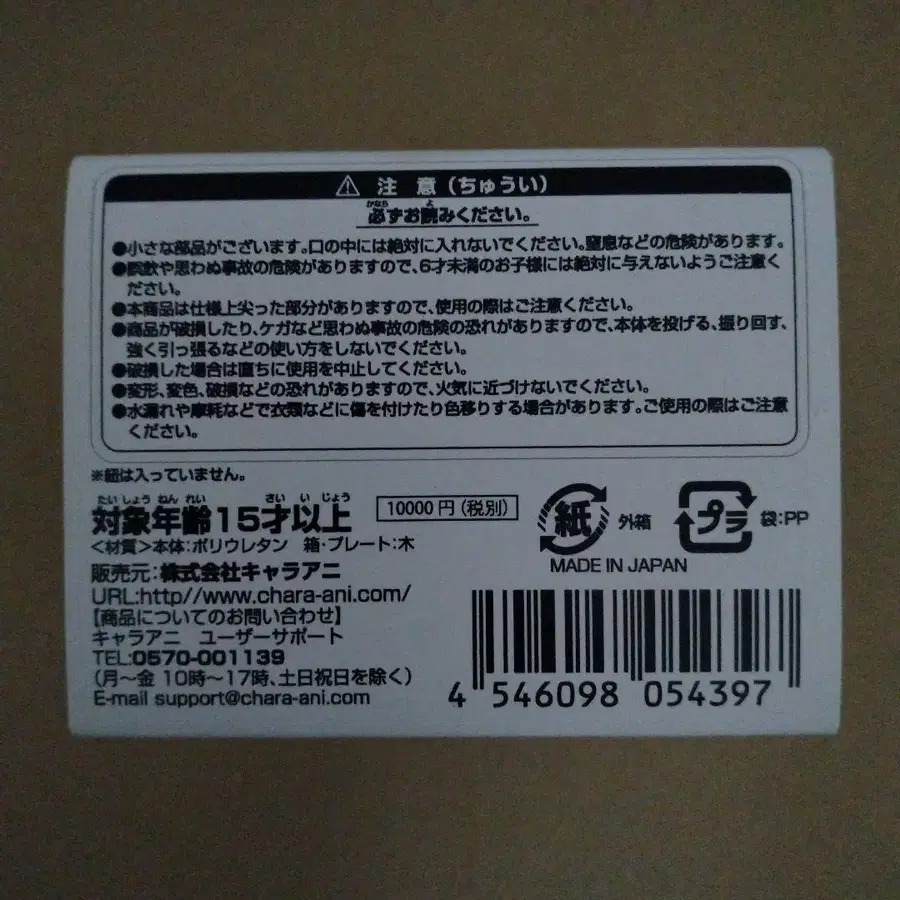 ⚠ 注 意(ちゅうい)
必ずお読みください。
●小さな部品がございます。口の中には絶対に入れないでください。窒息などの危険があります。
●誤飲や思わぬ事故の危険がありますので、6才未満のお子様には絶対に与えないようご注意く
ださい。
●本商品は仕様上尖った部分がありますので、使用の際はご注意ください。
●商品が破損したり、ケガなど思わぬ事故の危険の恐れがありますので、本体を投げる、振り回す、
強く引っ張るなどの使い方をしないでください。
●破損した場合は直ちに使用を中止してください。
●変形、変色、破損などの恐れがありますので、火気に近づけないでください。
●水漏れや摩耗などで衣類などに傷を付けたり色移りする場合があります。ご使用の際はご注意
ください。
※紐は入っていません。
対象年齢15才以上
10000円(税別)
紙 外箱
プラ 袋:PP
<材質>本体:ポリウレタン 箱・プレート:木
MADE IN JAPAN
販売元:株式会社キャラアニ
URL:http//www.chara-ani.com/
【商品についてのお問い合わせ】
キャラアニ ユーザーサポート
TEL:0570-001139
(月〜金 10時〜17時、土日祝日を除く)
E-mail support@chara-ani.com
4 546098 054397